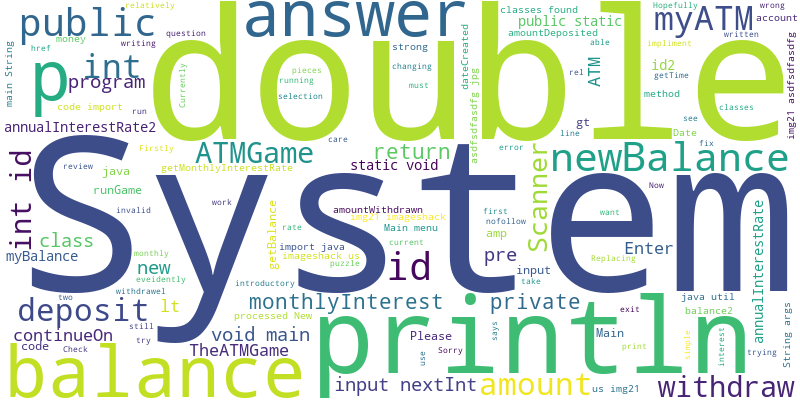 public
answer
myATM
double
System
println
balance
main String
money
href
writing
relatively
question
Currently
int
p
program
code import
run
annualInterestRate2
Firstly
strong
changing
pieces
running
selection
must
care
dateCreated
asdfsdfasdfg jpg
classes found
public static
amountDeposited
able
rel
ATM
id2
getTime
method
gt
line
Date
fix
see
Hopefully
wrong
account
written
impliment
classes
img21 asdfsdfasdfg
int id
review
java
runGame
invalid
getMonthlyInterestRate
ATMGame
work
return
static void
error
Scanner
newBalance
class
myBalance
new
monthly
eveidently
withdrawel
introductory
two
getBalance
rate
amountWithdrawn
img21 imageshack
Main menu
import java
imageshack us
current
puzzle
id
first
nofollow
amp
pre
input
take
want
Now
Enter
Replacing
annualInterestRate
deposit
lt
monthlyInterest
private
java util
balance2
exit
continueOn
still
try
void main
processed New
code
Check
TheATMGame
Please
use
Sorry
says
Main
print
simple
interest
trying
String args
input nextInt
amount
us img21
withdraw